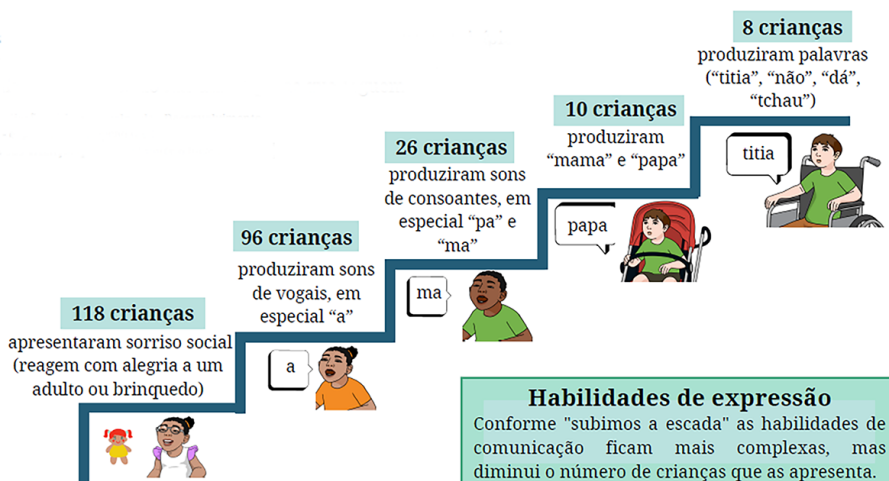 8 crianças
produziram palavras
(“titia”, “não”, “dá”,
“tchau”)
titia
10 crianças
produziram
“mama” e “papa”
papa
26 crianças
produziram sons
de consoantes, em
especial “pa” e
“ma”
ma
96 crianças
produziram sons
de vogais, em
especial “a”
a
118 crianças
apresentaram sorriso social
(reagem com alegria a um
adulto ou brinquedo)
Habilidades de expressão
Conforme "subimos a escada" as habilidades de
comunicação ficam mais complexas, mas
diminui o número de crianças que as apresenta.